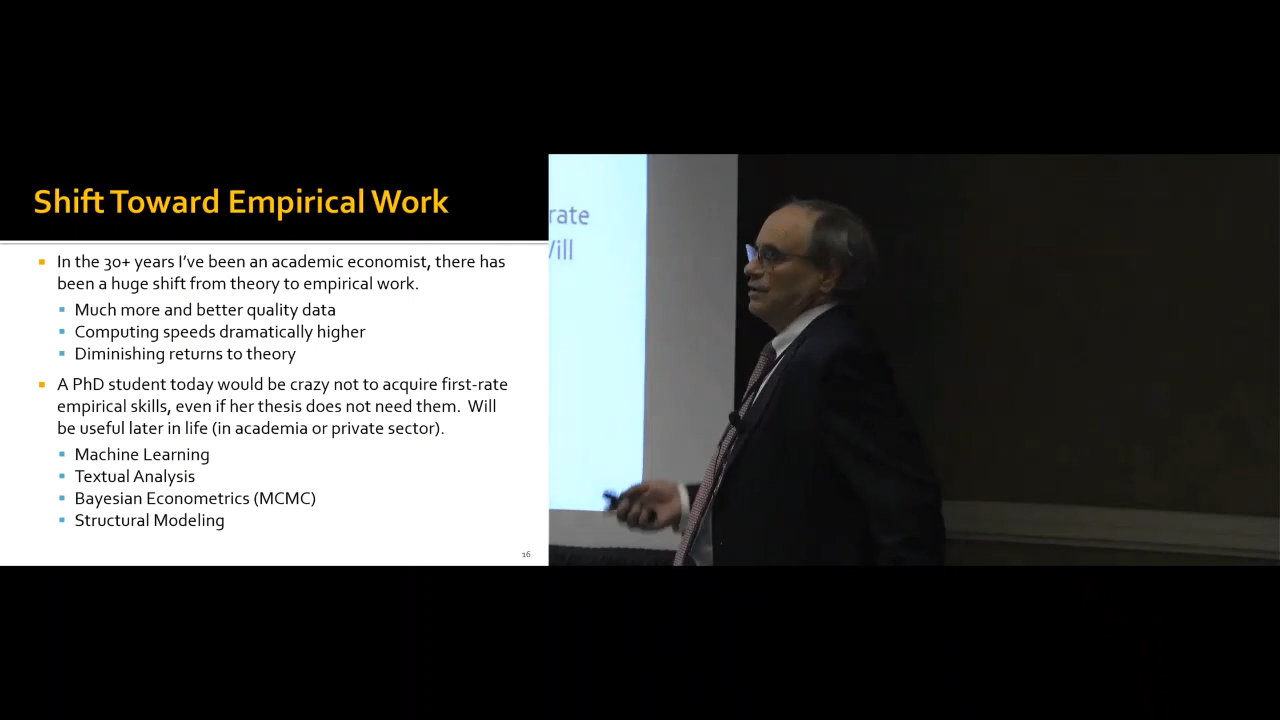 Shift Toward Empirical Work
In the 30+ years I've been an academic economist, there has
been a huge shift from theory to empirical work.
Much more and better quality data
Computing speeds dramatically higher
Diminishing returns to theory
A PhD student today would be crazy not to acquire first-rate
empirical skills, even if her thesis does not need them.  Will
be useful later in life (in academia or private sector).
Machine Learning
Textual Analysis
Bayesian Econometrics (MCMC)
Structural Modeling
16
rate
Will